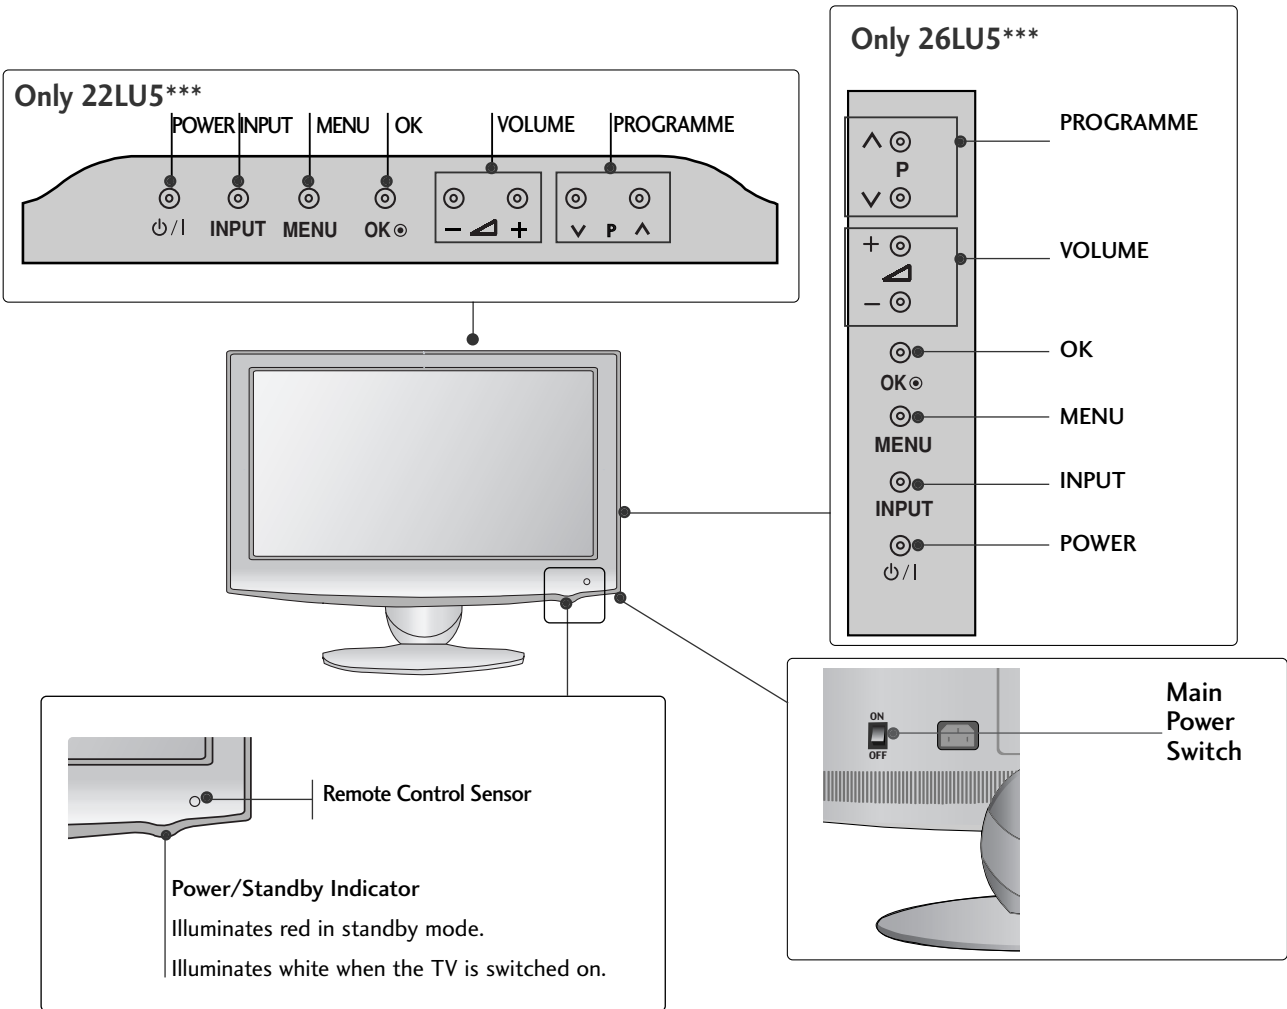 Only 22LU5***
POWER INPUT MENU OK VOLUME PROGRAMME
⏻/I INPUT MENU OK⦿ − + ∨ P ∧
Only 26LU5***
∧
P
∨
PROGRAMME
+
−
VOLUME
OK
OK⦿
MENU
MENU
INPUT
INPUT
POWER
⏻/I
Remote Control Sensor
Power/Standby Indicator
Illuminates red in standby mode.
Illuminates white when the TV is switched on.
ON
OFF
Main
Power
Switch